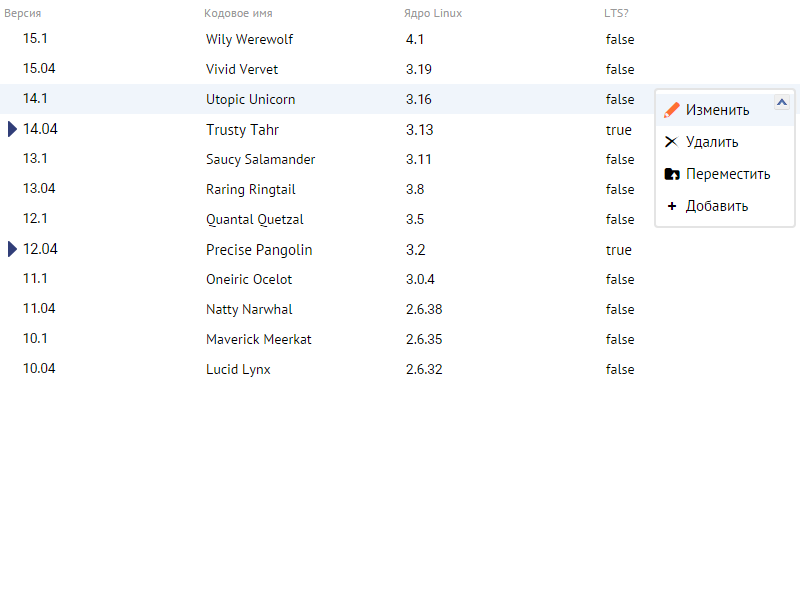 Версия Кодовое имя Ядро Linux LTS?
15.1 Wily Werewolf 4.1 false
15.04 Vivid Vervet 3.19 false
14.1 Utopic Unicorn 3.16 false
Изменить
14.04 Trusty Tahr 3.13 true
Удалить
13.1 Saucy Salamander 3.11 false
Переместить
13.04 Raring Ringtail 3.8 false
Добавить
12.1 Quantal Quetzal 3.5 false
12.04 Precise Pangolin 3.2 true
11.1 Oneiric Ocelot 3.0.4 false
11.04 Natty Narwhal 2.6.38 false
10.1 Maverick Meerkat 2.6.35 false
10.04 Lucid Lynx 2.6.32 false